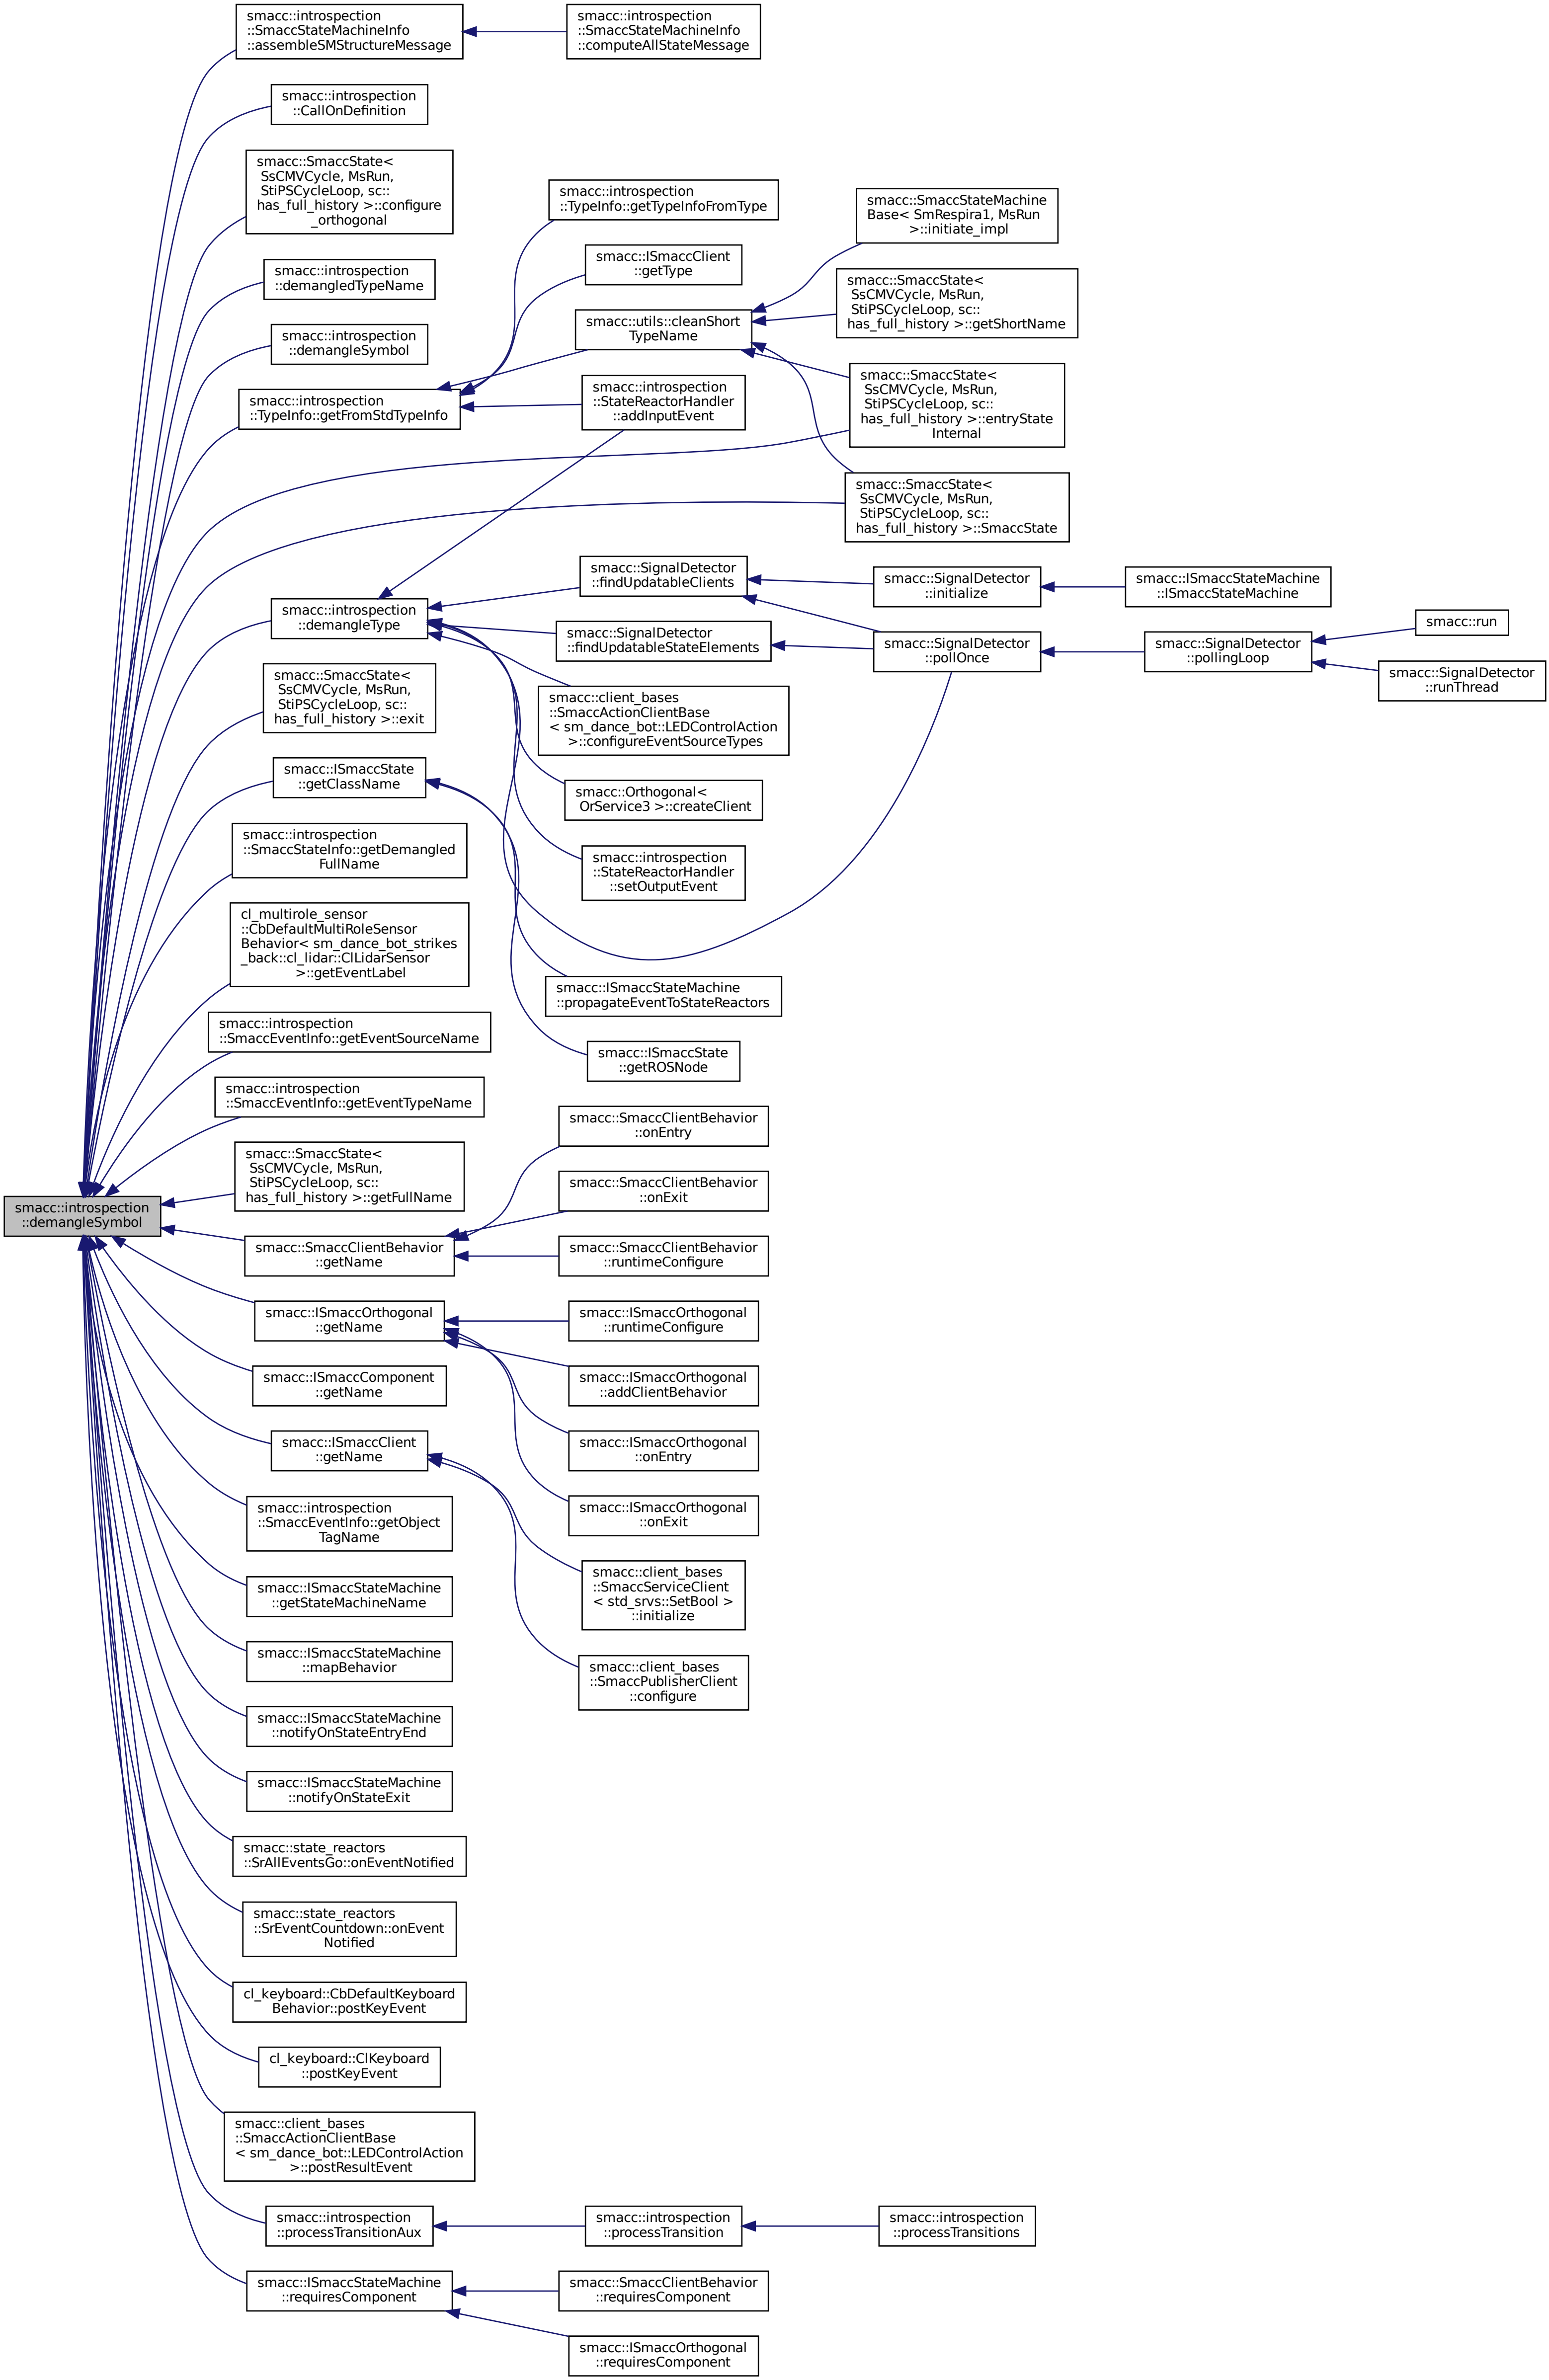 smacc::introspection
::SmaccStateMachineInfo
::assembleSMStructureMessage
smacc::introspection
::SmaccStateMachineInfo
::computeAllStateMessage
smacc::introspection
::CallOnDefinition
smacc::SmaccState<
SsCMVCycle, MsRun,
StiPSCycleLoop, sc::
has_full_history >::configure
_orthogonal
smacc::introspection
::demangledTypeName
smacc::introspection
::demangleSymbol
smacc::introspection
::TypeInfo::getFromStdTypeInfo
smacc::introspection
::TypeInfo::getTypeInfoFromType
smacc::ISmaccClient
::getType
smacc::utils::cleanShort
TypeName
smacc::introspection
::StateReactorHandler
::addInputEvent
smacc::SmaccStateMachine
Base< SmRespira1, MsRun
>::initiate_impl
smacc::SmaccState<
SsCMVCycle, MsRun,
StiPSCycleLoop, sc::
has_full_history >::getShortName
smacc::SmaccState<
SsCMVCycle, MsRun,
StiPSCycleLoop, sc::
has_full_history >::entryState
Internal
smacc::SmaccState<
SsCMVCycle, MsRun,
StiPSCycleLoop, sc::
has_full_history >::SmaccState
smacc::introspection
::demangleType
smacc::SignalDetector
::findUpdatableClients
smacc::SignalDetector
::initialize
smacc::ISmaccStateMachine
::ISmaccStateMachine
smacc::SignalDetector
::findUpdatableStateElements
smacc::SignalDetector
::pollOnce
smacc::SignalDetector
::pollingLoop
smacc::run
smacc::SignalDetector
::runThread
smacc::client_bases
::SmaccActionClientBase
< sm_dance_bot::LEDControlAction
>::configureEventSourceTypes
smacc::Orthogonal<
OrService3 >::createClient
smacc::introspection
::StateReactorHandler
::setOutputEvent
smacc::SmaccState<
SsCMVCycle, MsRun,
StiPSCycleLoop, sc::
has_full_history >::exit
smacc::ISmaccState
::getClassName
smacc::ISmaccStateMachine
::propagateEventToStateReactors
smacc::ISmaccState
::getROSNode
smacc::introspection
::SmaccStateInfo::getDemangled
FullName
cl_multirole_sensor
::CbDefaultMultiRoleSensor
Behavior< sm_dance_bot_strikes
_back::cl_lidar::ClLidarSensor
>::getEventLabel
smacc::introspection
::SmaccEventInfo::getEventSourceName
smacc::introspection
::SmaccEventInfo::getEventTypeName
smacc::SmaccState<
SsCMVCycle, MsRun,
StiPSCycleLoop, sc::
has_full_history >::getFullName
smacc::introspection
::demangleSymbol
smacc::SmaccClientBehavior
::getName
smacc::SmaccClientBehavior
::onEntry
smacc::SmaccClientBehavior
::onExit
smacc::SmaccClientBehavior
::runtimeConfigure
smacc::ISmaccOrthogonal
::getName
smacc::ISmaccOrthogonal
::runtimeConfigure
smacc::ISmaccOrthogonal
::addClientBehavior
smacc::ISmaccOrthogonal
::onEntry
smacc::ISmaccOrthogonal
::onExit
smacc::ISmaccComponent
::getName
smacc::ISmaccClient
::getName
smacc::client_bases
::SmaccServiceClient
< std_srvs::SetBool >
::initialize
smacc::client_bases
::SmaccPublisherClient
::configure
smacc::introspection
::SmaccEventInfo::getObject
TagName
smacc::ISmaccStateMachine
::getStateMachineName
smacc::ISmaccStateMachine
::mapBehavior
smacc::ISmaccStateMachine
::notifyOnStateEntryEnd
smacc::ISmaccStateMachine
::notifyOnStateExit
smacc::state_reactors
::SrAllEventsGo::onEventNotified
smacc::state_reactors
::SrEventCountdown::onEvent
Notified
cl_keyboard::CbDefaultKeyboard
Behavior::postKeyEvent
cl_keyboard::ClKeyboard
::postKeyEvent
smacc::client_bases
::SmaccActionClientBase
< sm_dance_bot::LEDControlAction
>::postResultEvent
smacc::introspection
::processTransitionAux
smacc::introspection
::processTransition
smacc::introspection
::processTransitions
smacc::ISmaccStateMachine
::requiresComponent
smacc::SmaccClientBehavior
::requiresComponent
smacc::ISmaccOrthogonal
::requiresComponent